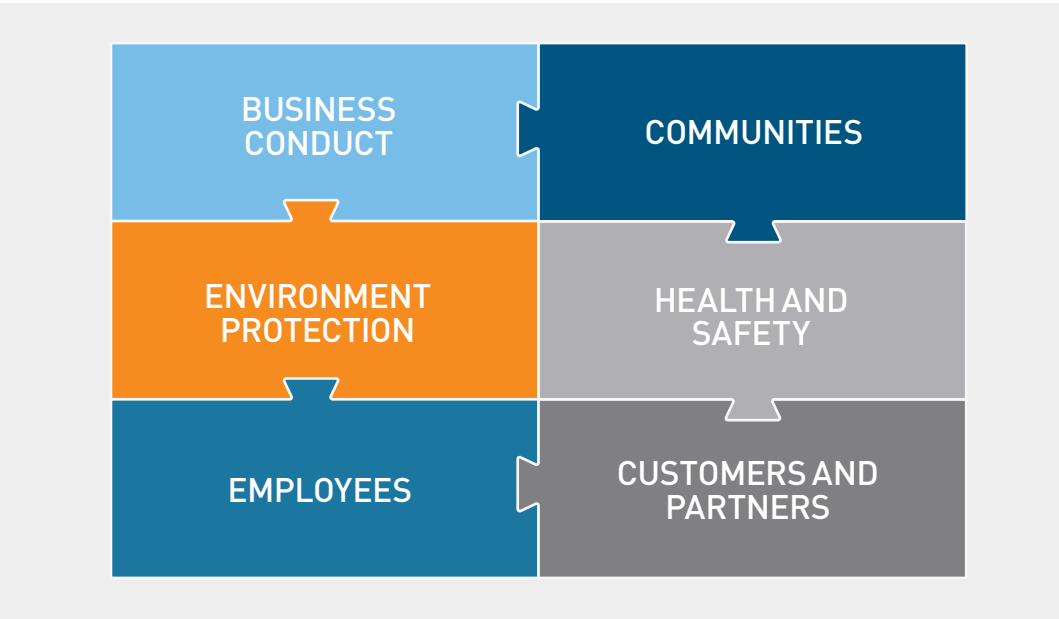 BUSINESS
CONDUCT
COMMUNITIES
ENVIRONMENT
PROTECTION
HEALTH AND
SAFETY
EMPLOYEES
CUSTOMERS AND
PARTNERS